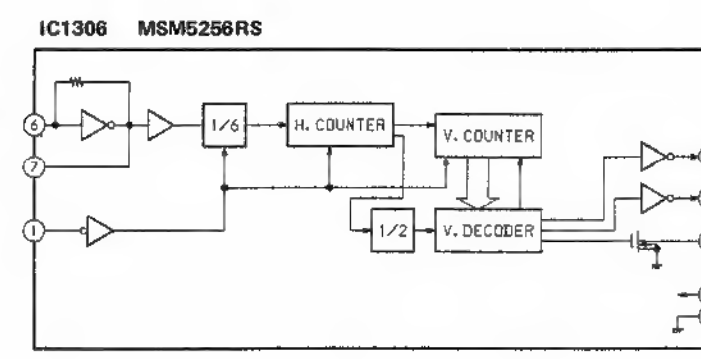 IC1306 MSM5256RS
6
1/6
H. COUNTER
V. COUNTER
7
1
1/2
V. DECODER